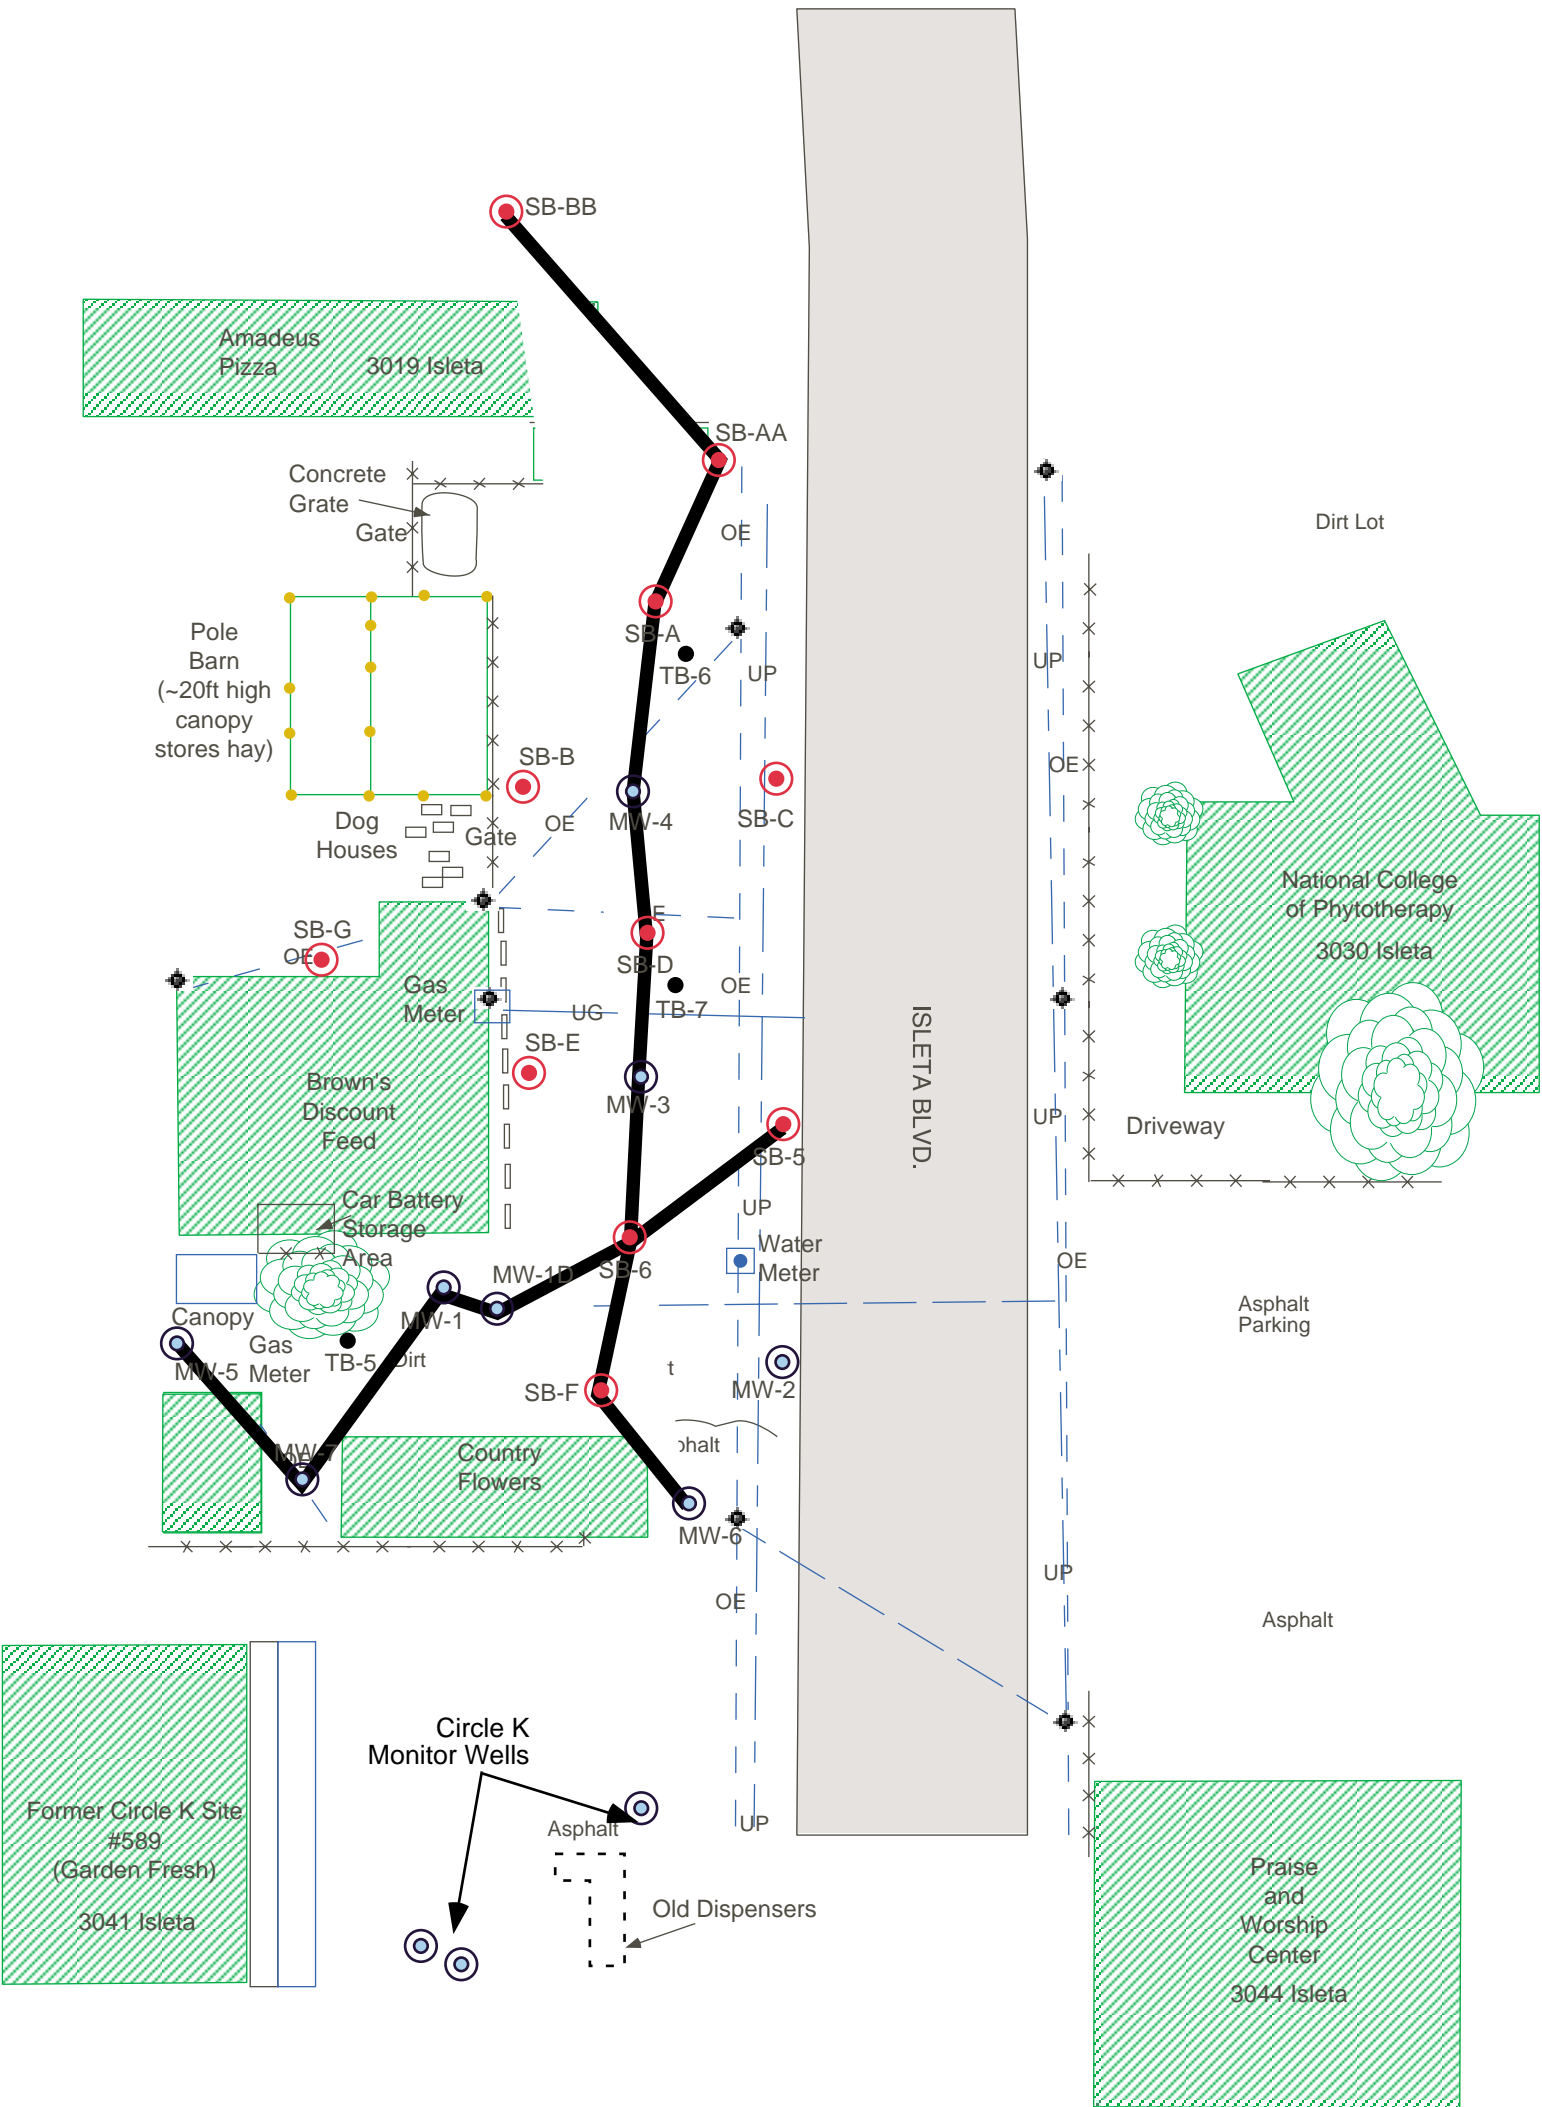 SB-BB
Amadeus
Pizza
3019 Isleta
SB-AA
Concrete
Grate
Gate
OE
Dirt Lot
SB-A
TB-6
UP
UP
Pole
Barn
(~20ft high
canopy
stores hay)
SB-B
OE
Dog
Houses
Gate
OE
MW-4
SB-C
National College
of Phytotherapy
3030 Isleta
SB-G
OE
E
SB-D
Gas
Meter
OE
TB-7
UG
SB-E
ISLETA BLVD.
Brown's
Discount
Feed
MW-3
UP
Driveway
SB-5
Car Battery
Storage
Area
UP
Water
Meter
OE
SB-6
MW-1D
MW-1
Canopy
Asphalt
Parking
Gas
Meter
MW-5
TB-5
Dirt
t
MW-2
SB-F
MW-7
OE
Country
Flowers
phalt
MW-6
OE
UP
Asphalt
Circle K
Monitor Wells
Former Circle K Site
#589
(Garden Fresh)
3041 Isleta
Asphalt
UP
Old Dispensers
Praise
and
Worship
Center
3044 Isleta